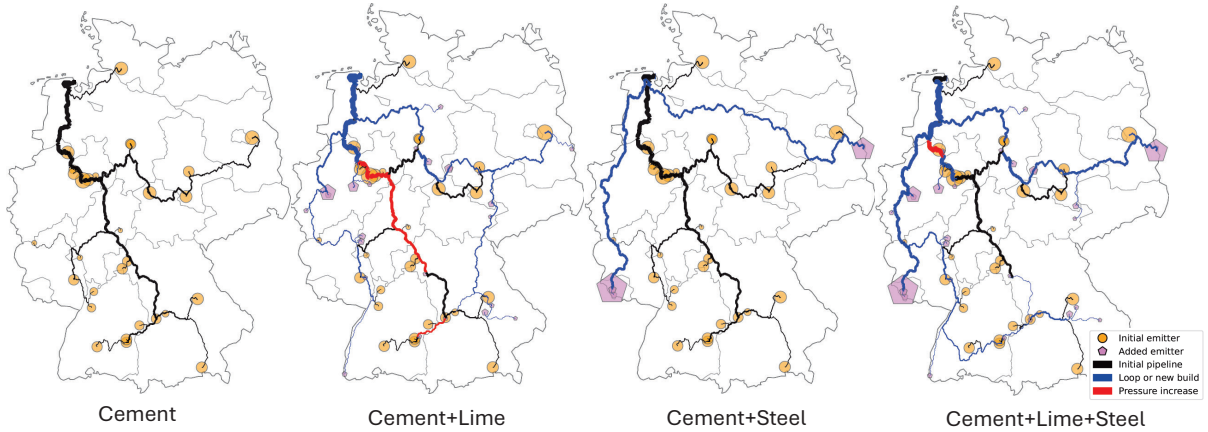 Initial emitter
Added emitter
Initial pipeline
Loop or new build
Pressure increase
Cement
Cement+Lime
Cement+Steel
Cement+Lime+Steel